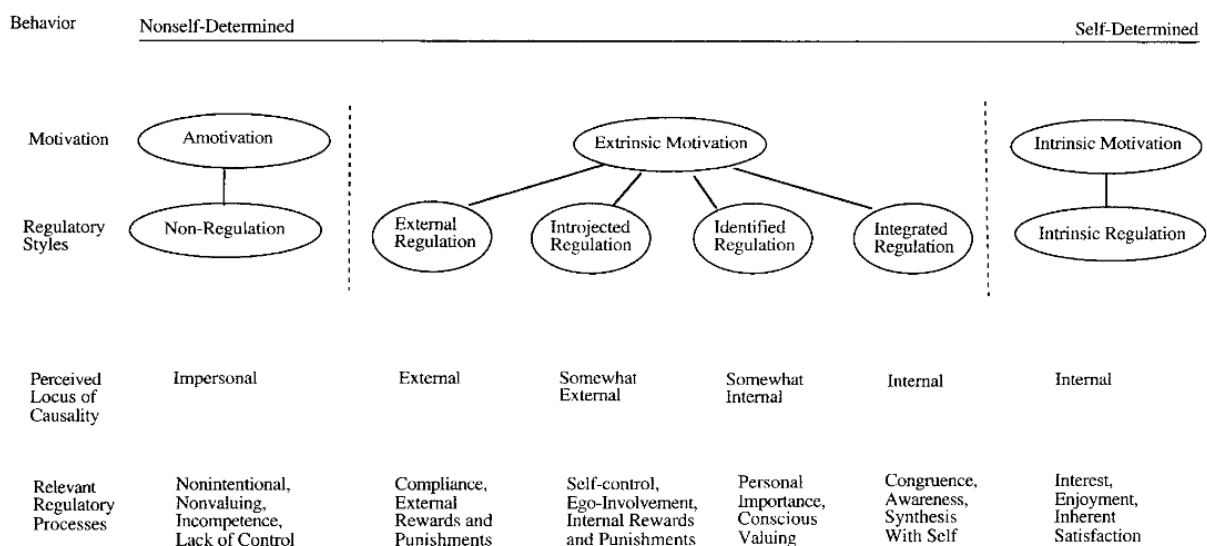 Behavior
Nonself-Determined
Self-Determined
Motivation
Amotivation
Extrinsic Motivation
Intrinsic Motivation
Regulatory
Styles
Non-Regulation
External
Regulation
Introjected
Regulation
Identified
Regulation
Integrated
Regulation
Intrinsic Regulation
Perceived
Locus of
Causality
Impersonal
External
Somewhat
External
Somewhat
Internal
Internal
Internal
Relevant
Regulatory
Processes
Nonintentional,
Nonvaluing,
Incompetence,
Lack of Control
Compliance,
External
Rewards and
Punishments
Self-control,
Ego-Involvement,
Internal Rewards
and Punishments
Personal
Importance,
Conscious
Valuing
Congruence,
Awareness,
Synthesis
With Self
Interest,
Enjoyment,
Inherent
Satisfaction